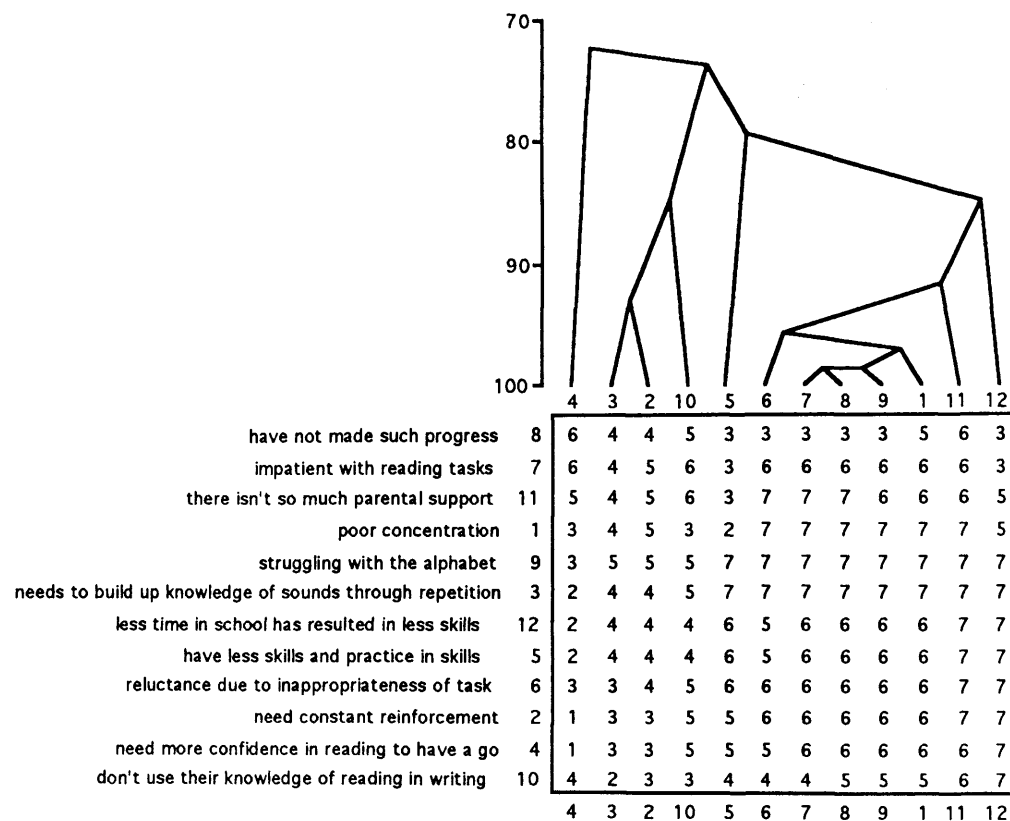 70
80
90
100
4 3 2 10 5 6 7 8 9 1 11 12
have not made such progress 8 6 4 4 5 3 3 3 3 3 5 6 3
impatient with reading tasks 7 6 4 5 6 3 6 6 6 6 6 6 3
there isn't so much parental support 11 5 4 5 6 3 7 7 7 6 6 6 5
poor concentration 1 3 4 5 3 2 7 7 7 7 7 7 5
struggling with the alphabet 9 3 5 5 5 7 7 7 7 7 7 7 7
needs to build up knowledge of sounds through repetition 3 2 4 4 5 7 7 7 7 7 7 7 7
less time in school has resulted in less skills 12 2 4 4 4 6 5 6 6 6 6 7 7
have less skills and practice in skills 5 2 4 4 4 6 5 6 6 6 6 7 7
reluctance due to inappropriateness of task 6 3 3 4 5 6 6 6 6 6 6 7 7
need constant reinforcement 2 1 3 3 5 5 6 6 6 6 6 7 7
need more confidence in reading to have a go 4 1 3 3 5 5 5 6 6 6 6 6 7
don't use their knowledge of reading in writing 10 4 2 3 3 4 4 4 5 5 5 6 7
4 3 2 10 5 6 7 8 9 1 11 12